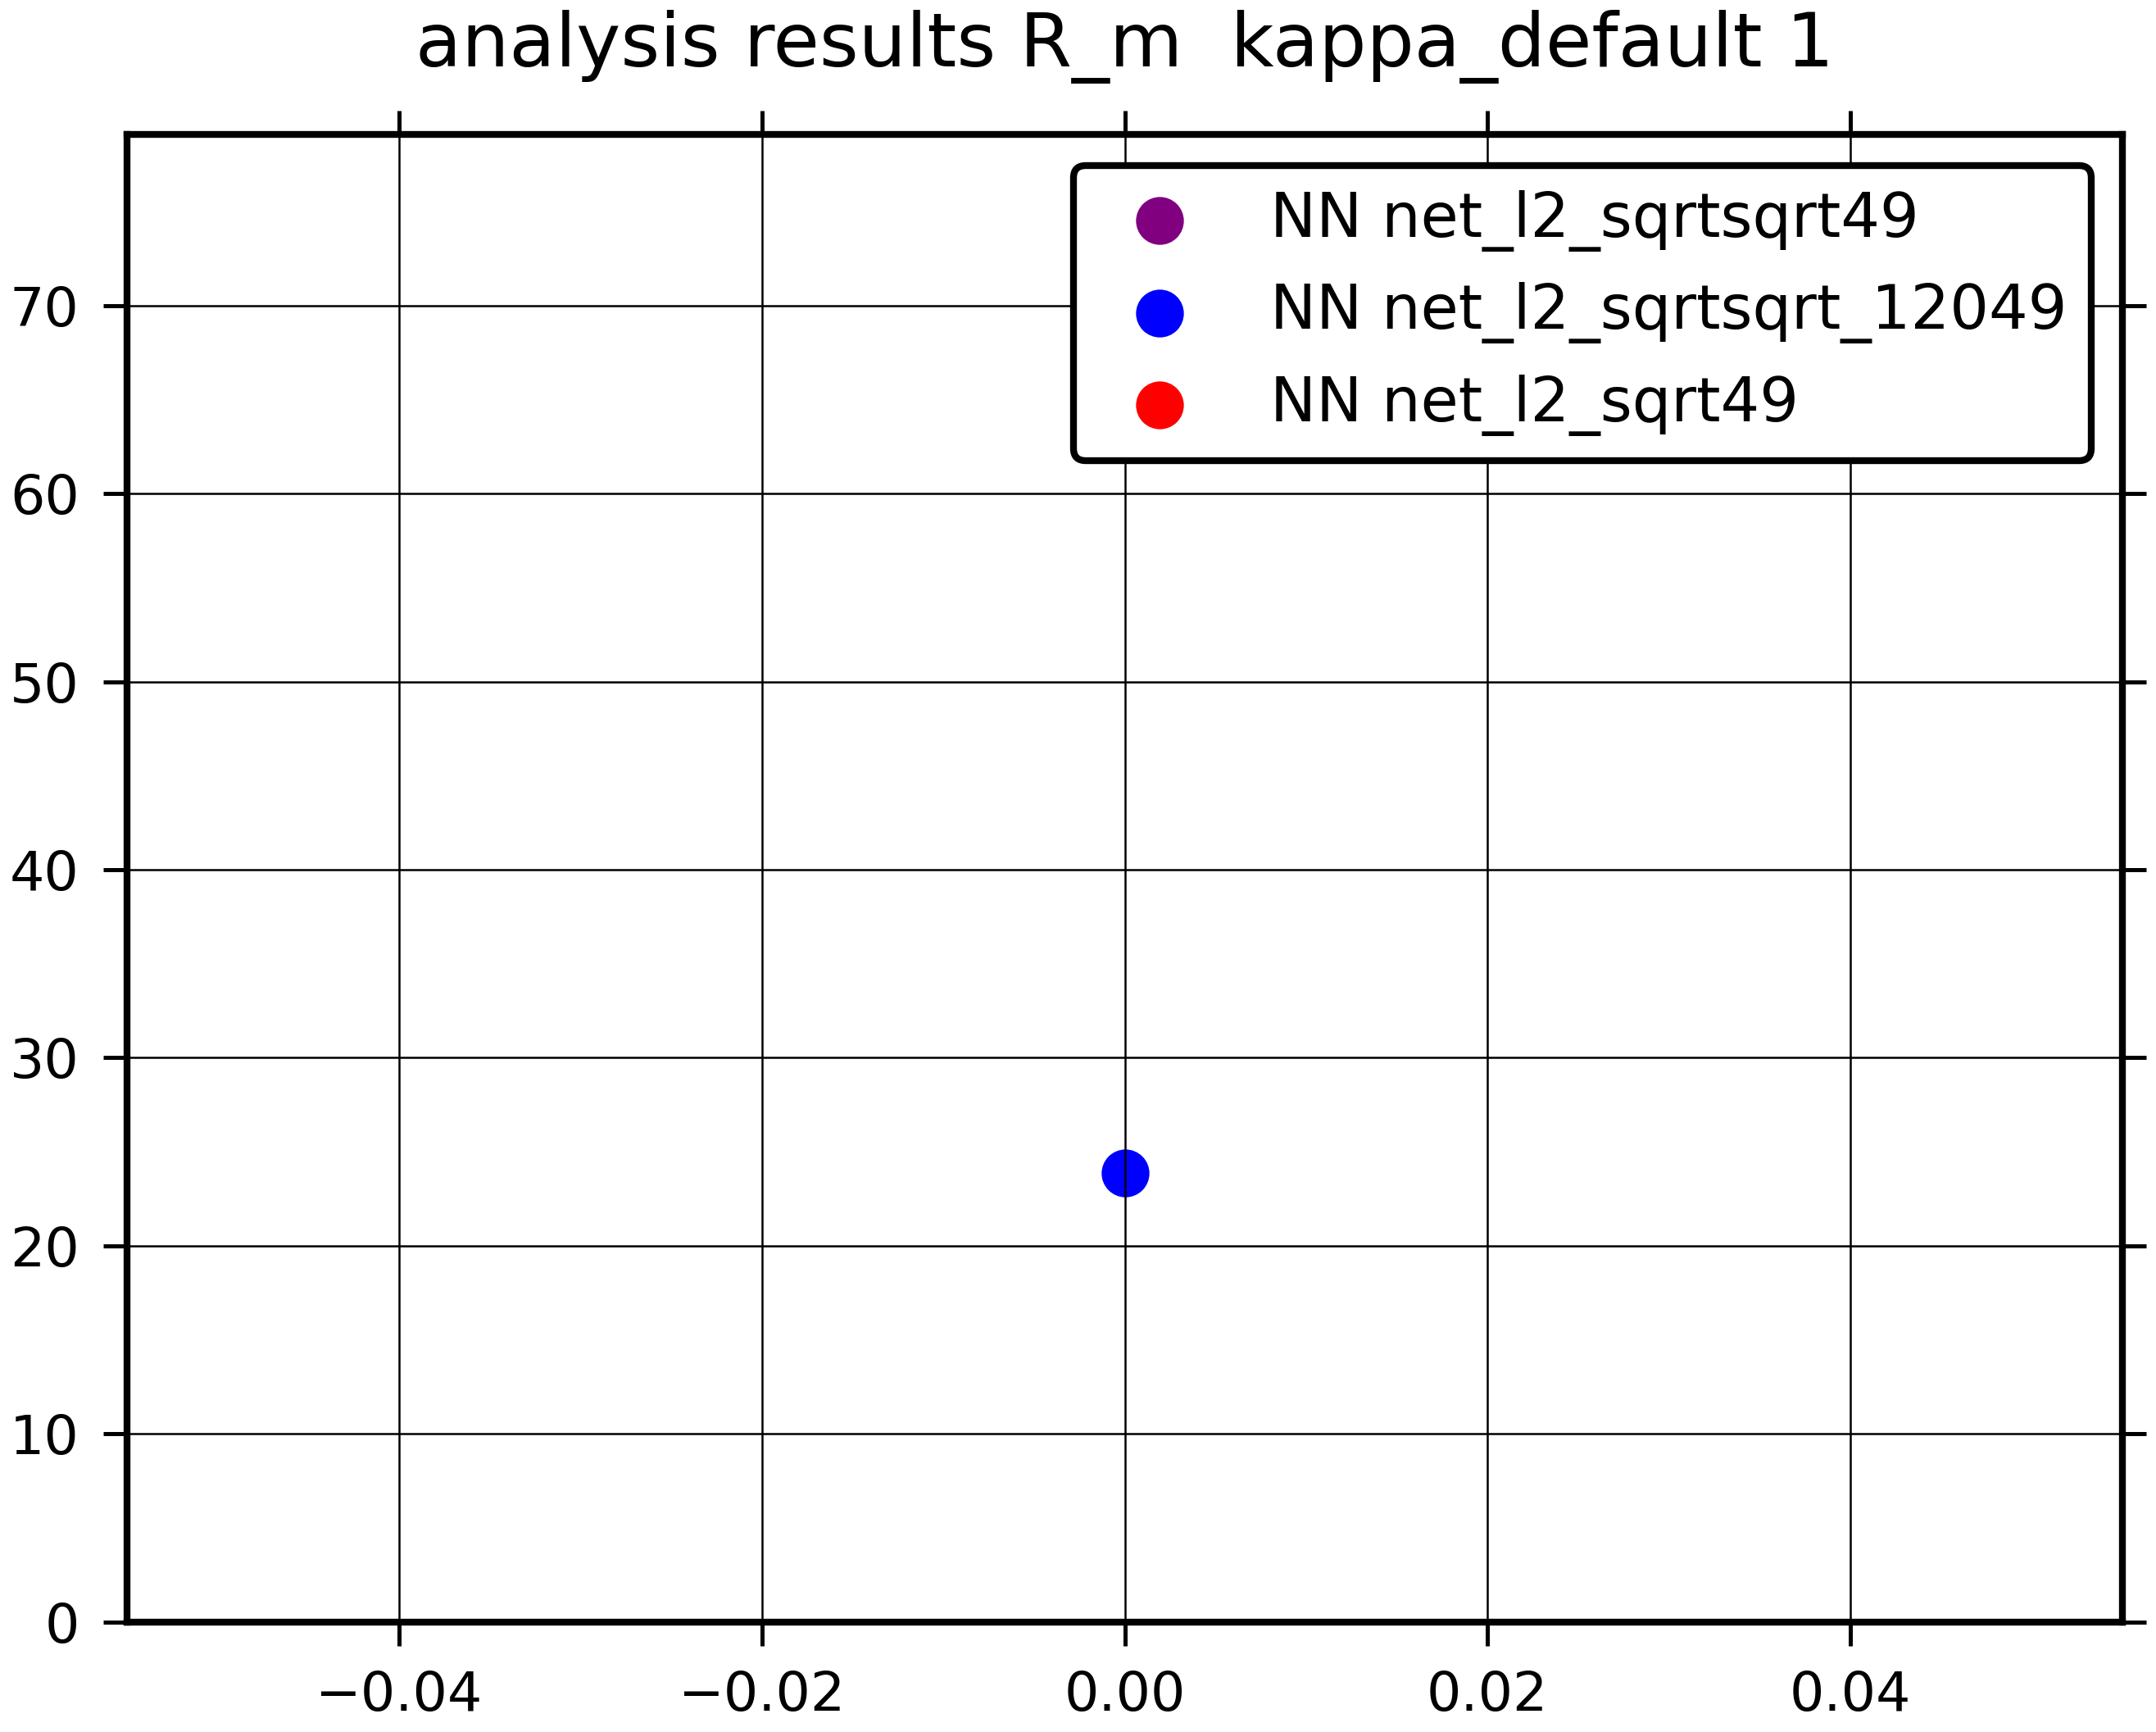 analysis results R_m  kappa_default 1
NN net_l2_sqrtsqrt49
NN net_l2_sqrtsqrt_12049
NN net_l2_sqrt49
70
60
50
40
30
20
10
0
−0.04 −0.02 0.00 0.02 0.04